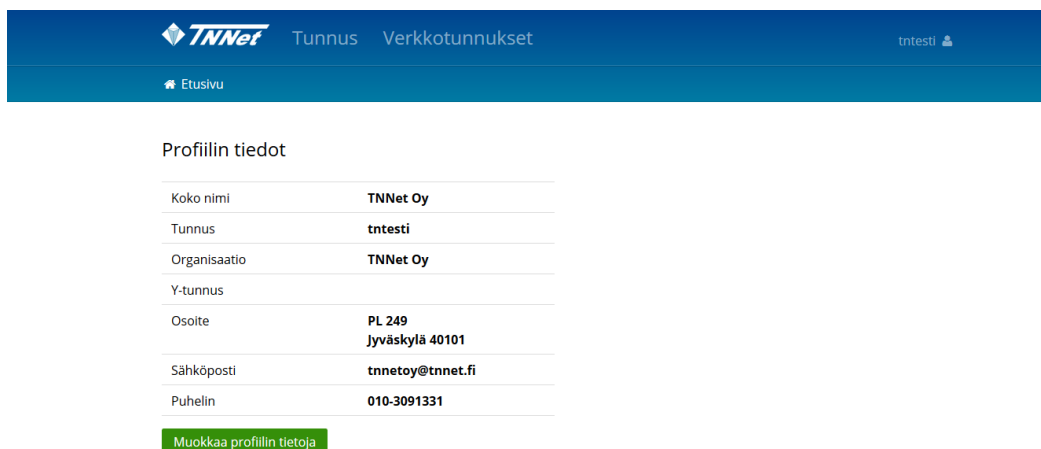 TNNet Tunnus Verkkotunnukset tntesti
Etusivu
Profiilin tiedot
Koko nimi TNNet Oy
Tunnus tntesti
Organisaatio TNNet Oy
Y-tunnus
Osoite PL 249
Jyväskylä 40101
Sähköposti tnnetoy@tnnet.fi
Puhelin 010-3091331
Muokkaa profiilin tietoja